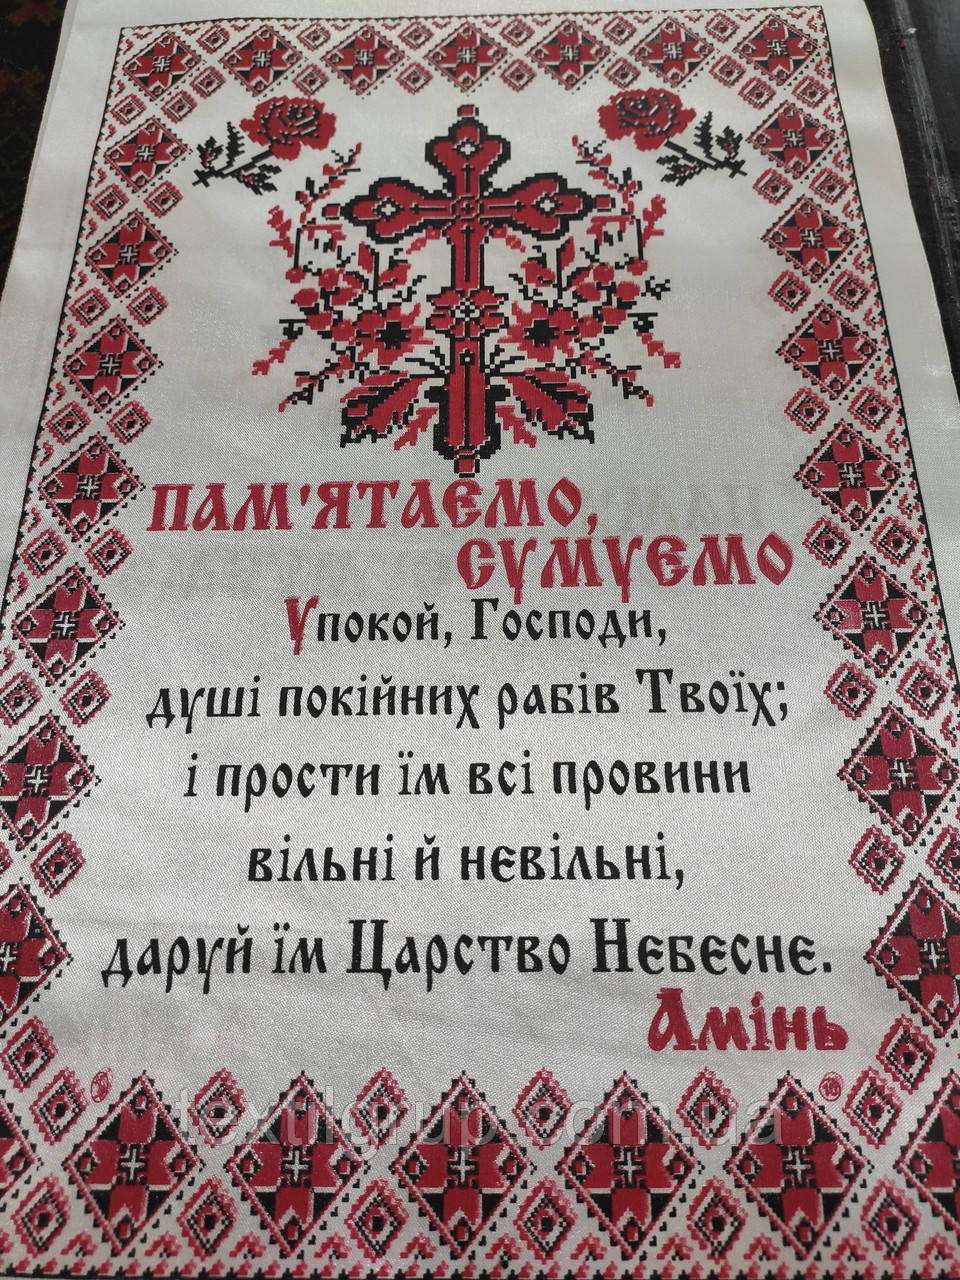 ПАМ'ЯТАЄМО,
СУМУЄМО
Упокой, Господи,
душі покійних рабів Твоїх;
і прости їм всі провини
вільні й невільні,
даруй їм Царство Небесне.
Амінь
textilgrup.com.ua